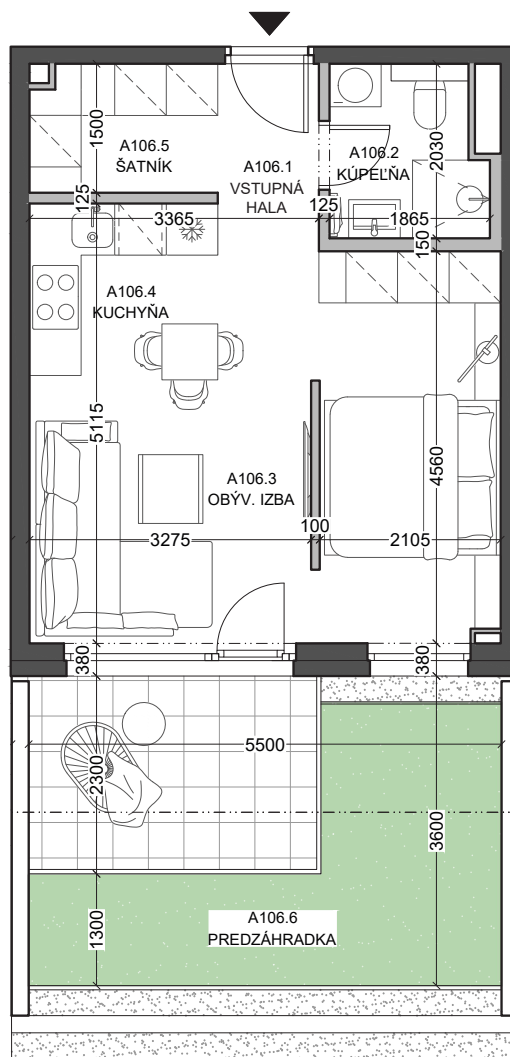 1500
A106.5
ŠATNÍK
A106.1
VSTUPNÁ
HALA
A106.2
KÚPEĽŇA
2030
125
3365
125
1865
150
A106.4
KUCHYŇA
5115
4560
A106.3
OBÝV. IZBA
100
3275
2105
380
380
5500
2300
3600
1300
A106.6
PREDZÁHRADKA